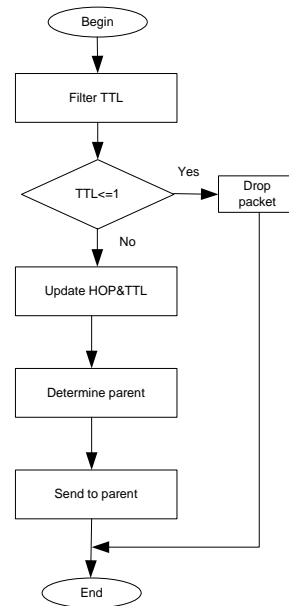 Begin
Filter TTL
TTL<=1
Yes
Drop
packet
No
Update HOP&TTL
Determine parent
Send to parent
End